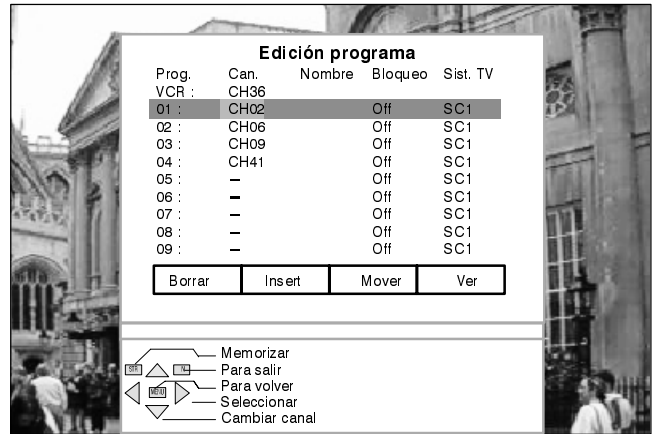 Edición programa
Prog. Can. Nombre Bloqueo Sist. TV
VCR : CH36
01 : CH02 Off SC1
02 : CH06 Off SC1
03 : CH09 Off SC1
04 : CH41 Off SC1
05 : – Off SC1
06 : – Off SC1
07 : – Off SC1
08 : – Off SC1
09 : – Off SC1
Borrar Insert Mover Ver
Memorizar
STR N Para salir
MENU Para volver
Seleccionar
Cambiar canal